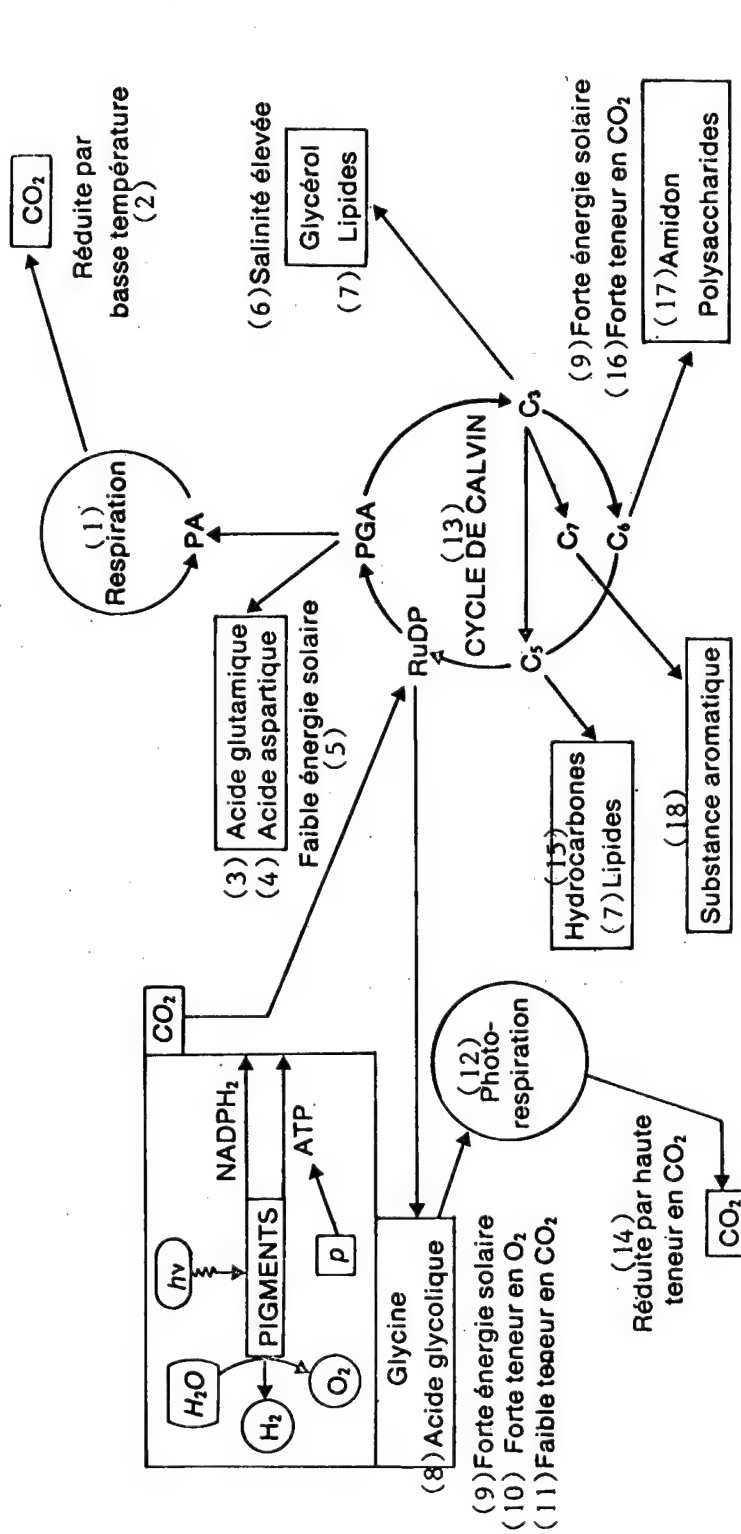 CO₂
hν
H₂O
PIGMENTS
NADPH₂
H₂
O₂
p
ATP
Glycine
(8) Acide glycolique
(9) Forte énergie solaire
(10) Forte teneur en O₂
(11) Faible teneur en CO₂
(12)
Photo-
respiration
(14)
Réduite par haute
teneur en CO₂
CO₂
(3) Acide glutamique
(4) Acide aspartique
Faible énergie solaire
(5)
(1)
Respiration
PA
CO₂
Réduite par
basse température
(2)
RuDP
PGA
CYCLE DE CALVIN
(13)
C₃
C₅
C₇
C₆
(6) Salinité élevée
Glycérol
(7) Lipides
(15)
Hydrocarbones
(7) Lipides
(18)
Substance aromatique
(9) Forte énergie solaire
(16) Forte teneur en CO₂
(17) Amidon
Polysaccharides